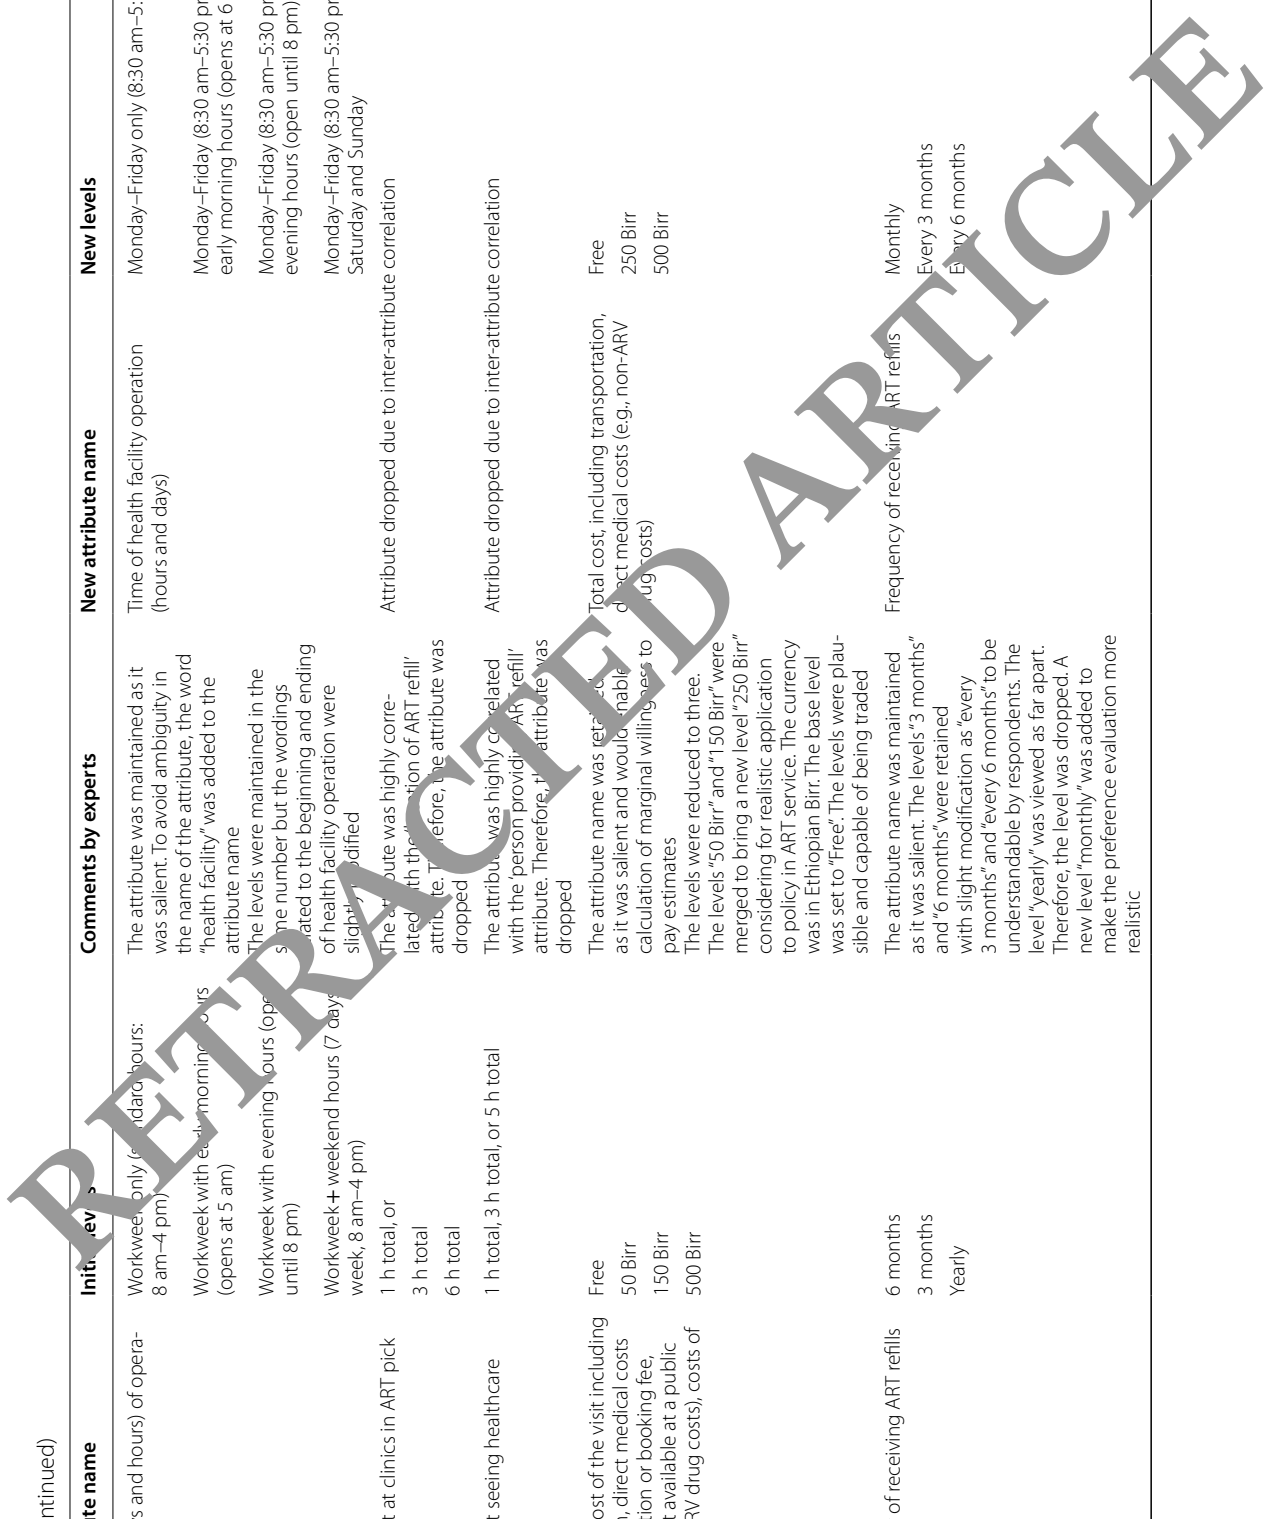 ntinued)
te name
Initial levels
Comments by experts
New attribute name
New levels
s and hours) of opera-
Workweek only (standard hours:
8 am–4 pm)
Workweek with early morning hours
(opens at 5 am)
Workweek with evening hours (ope
until 8 pm)
Workweek + weekend hours (7 days
week, 8 am–4 pm)
The attribute was maintained as it
was salient. To avoid ambiguity in
the name of the attribute, the word
“health facility” was added to the
attribute name
The levels were maintained in the
same number but the wordings
related to the beginning and ending
of health facility operation were
slightly modified
Time of health facility operation
(hours and days)
Monday–Friday only (8:30 am–5:
Monday–Friday (8:30 am–5:30 pr
early morning hours (opens at 6
Monday–Friday (8:30 am–5:30 pr
evening hours (open until 8 pm)
Monday–Friday (8:30 am–5:30 pr
Saturday and Sunday
t at clinics in ART pick
1 h total, or
3 h total
6 h total
The attribute was highly corre-
lated with the “location of ART refill’
attribute. Therefore, the attribute was
dropped
Attribute dropped due to inter-attribute correlation
t seeing healthcare
1 h total, 3 h total, or 5 h total
The attribute was highly correlated
with the ‘person providing ART refill’
attribute. Therefore, the attribute was
dropped
Attribute dropped due to inter-attribute correlation
ost of the visit including
n, direct medical costs
tion or booking fee,
t available at a public
RV drug costs), costs of
Free
50 Birr
150 Birr
500 Birr
The attribute name was retained
as it was salient and would enable
calculation of marginal willingness to
pay estimates
The levels were reduced to three.
The levels “50 Birr” and “150 Birr” were
merged to bring a new level “250 Birr”
considering for realistic application
to policy in ART service. The currency
was in Ethiopian Birr. The base level
was set to “Free”. The levels were plau-
sible and capable of being traded
Total cost, including transportation,
direct medical costs (e.g., non-ARV
drug costs)
Free
250 Birr
500 Birr
of receiving ART refills
6 months
3 months
Yearly
The attribute name was maintained
as it was salient. The levels “3 months”
and “6 months” were retained
with slight modification as “every
3 months” and “every 6 months” to be
understandable by respondents. The
level “yearly” was viewed as far apart.
Therefore, the level was dropped. A
new level “monthly” was added to
make the preference evaluation more
realistic
Frequency of receiving ART refills
Monthly
Every 3 months
Every 6 months
RETRACTED ARTICLE